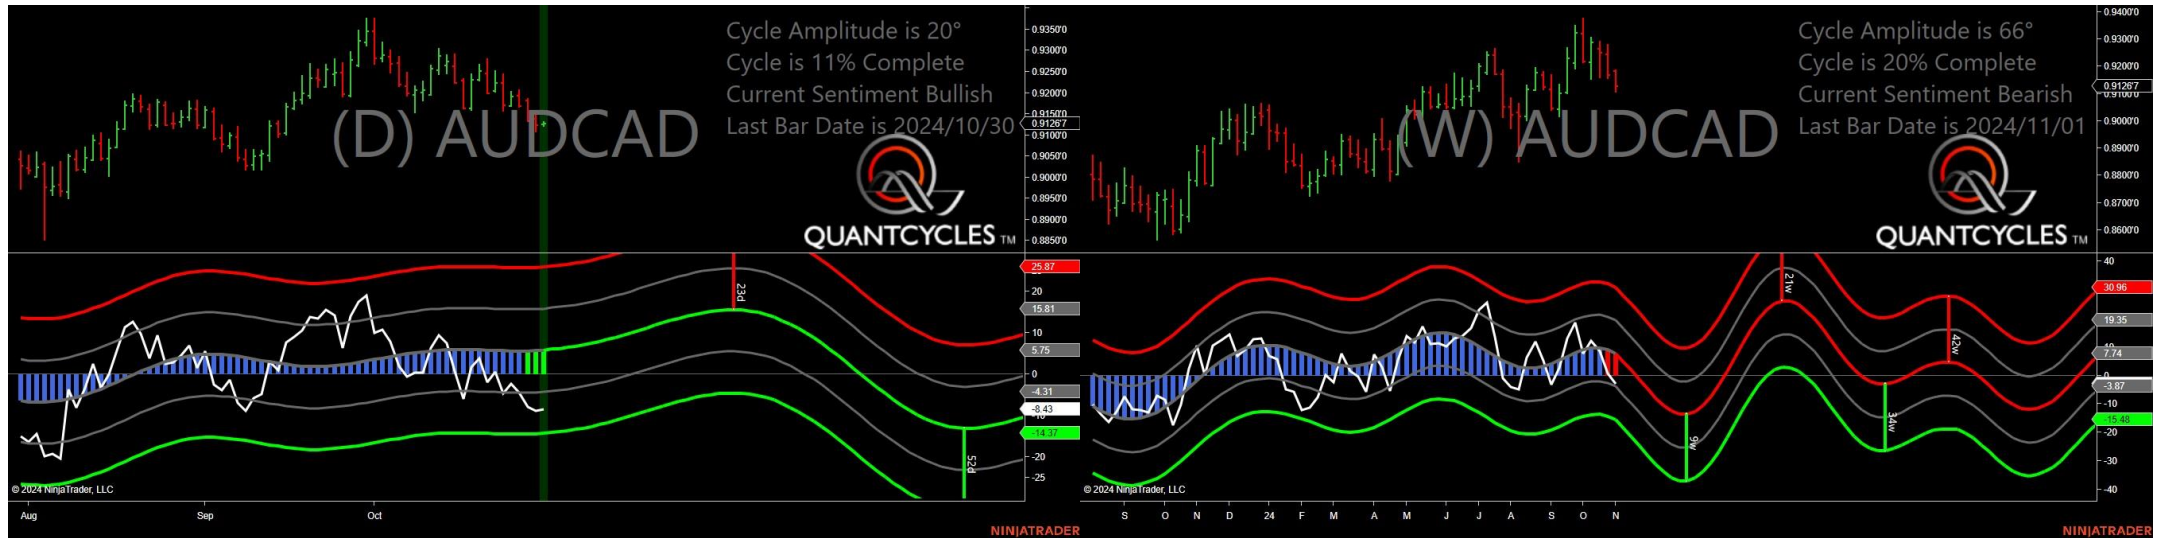 Cycle Amplitude is 20°
Cycle is 11% Complete
Current Sentiment Bullish
Last Bar Date is 2024/10/30
(D) AUDCAD
QUANTCYCLES TM
0.9350'0
0.9300'0
0.9250'0
0.9200'0
0.9150'0
0.9126'7
0.9100'0
0.9050'0
0.9000'0
0.8950'0
0.8900'0
0.8850'0
23d
52d
25.87
20
15.81
10
5.75
0
-4.31
-8.43
-14.37
-20
-25
© 2024 NinjaTrader, LLC
Aug Sep Oct
NINJATRADER
Cycle Amplitude is 66°
Cycle is 20% Complete
Current Sentiment Bearish
Last Bar Date is 2024/11/01
(W) AUDCAD
QUANTCYCLES TM
0.9400'0
0.9300'0
0.9200'0
0.9126'7
0.9100'0
0.9000'0
0.8900'0
0.8800'0
0.8700'0
0.8600'0
21w
42w
9w
34w
40
30.96
19.35
7.74
0
-3.87
-10
-15.48
-20
-30
-40
© 2024 NinjaTrader, LLC
S O N D 24 F M A M J J A S O N
NINJATRADER